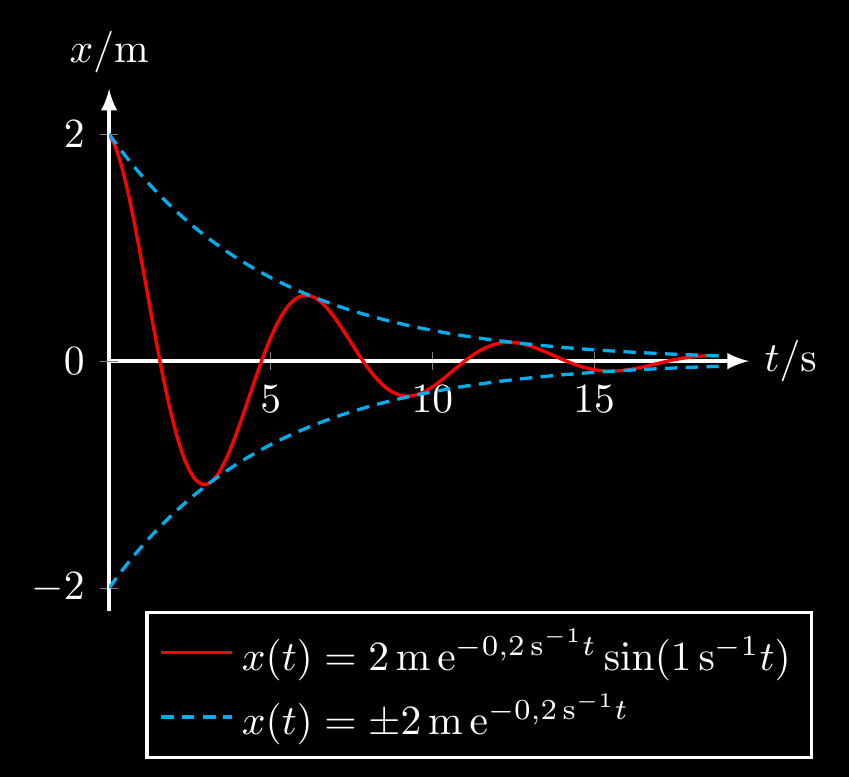 x/m
2
0
−2
5 10 15
t/s
x(t) = 2 m e^{−0,2 s^{−1}t} sin(1 s^{−1}t)
x(t) = ±2 m e^{−0,2 s^{−1}t}